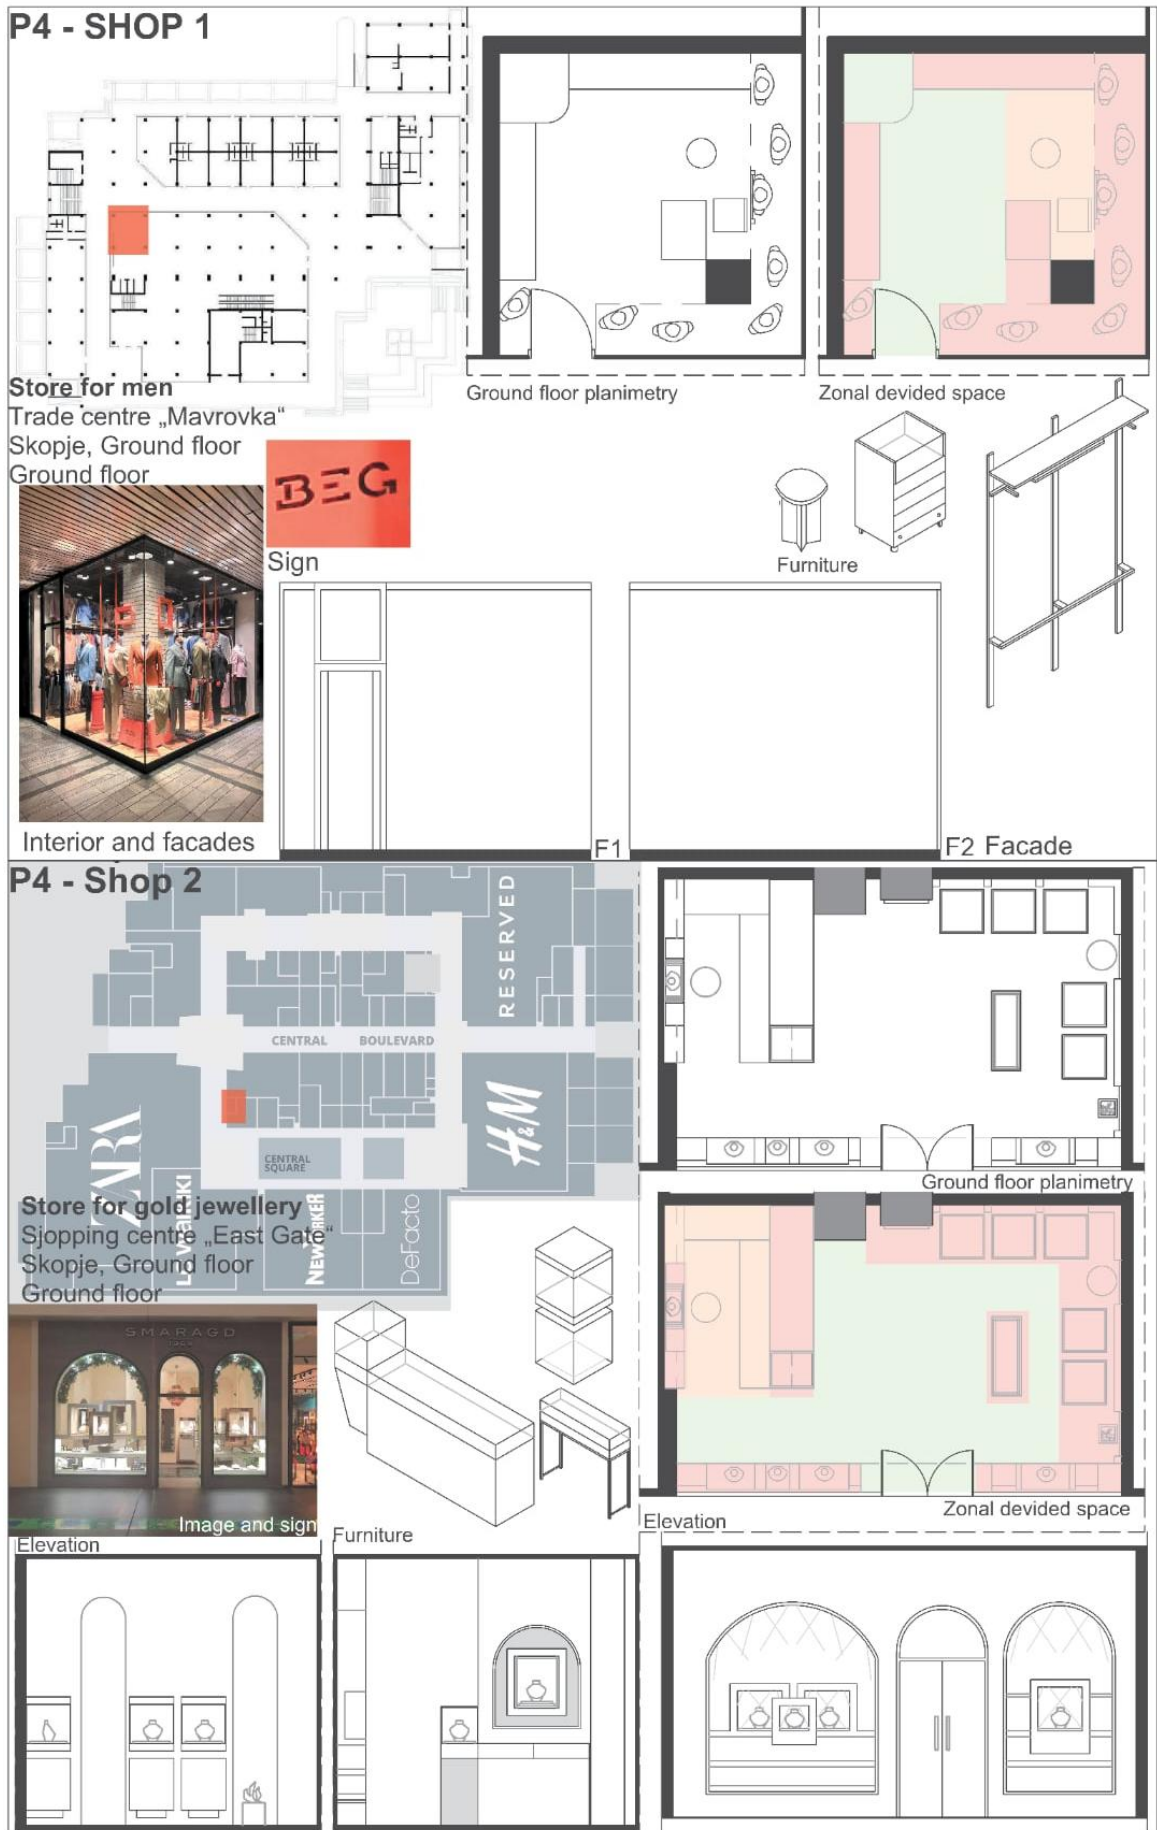 P4 - SHOP 1
Ground floor planimetry
Zonal devided space
Store for men
Trade centre „Mavrovka“
Skopje, Ground floor
Ground floor
BEG
Sign
Furniture
Interior and facades
F1
F2 Facade
P4 - Shop 2
RESERVED
CENTRAL BOULEVARD
ZARA
H&M
CENTRAL
SQUARE
NEWYORKER
DeFacto
Ground floor planimetry
Store for gold jewellery
Sjopping centre „East Gate“
Skopje, Ground floor
Ground floor
SMARAGD
Image and sign
Furniture
Zonal devided space
Elevation
Elevation